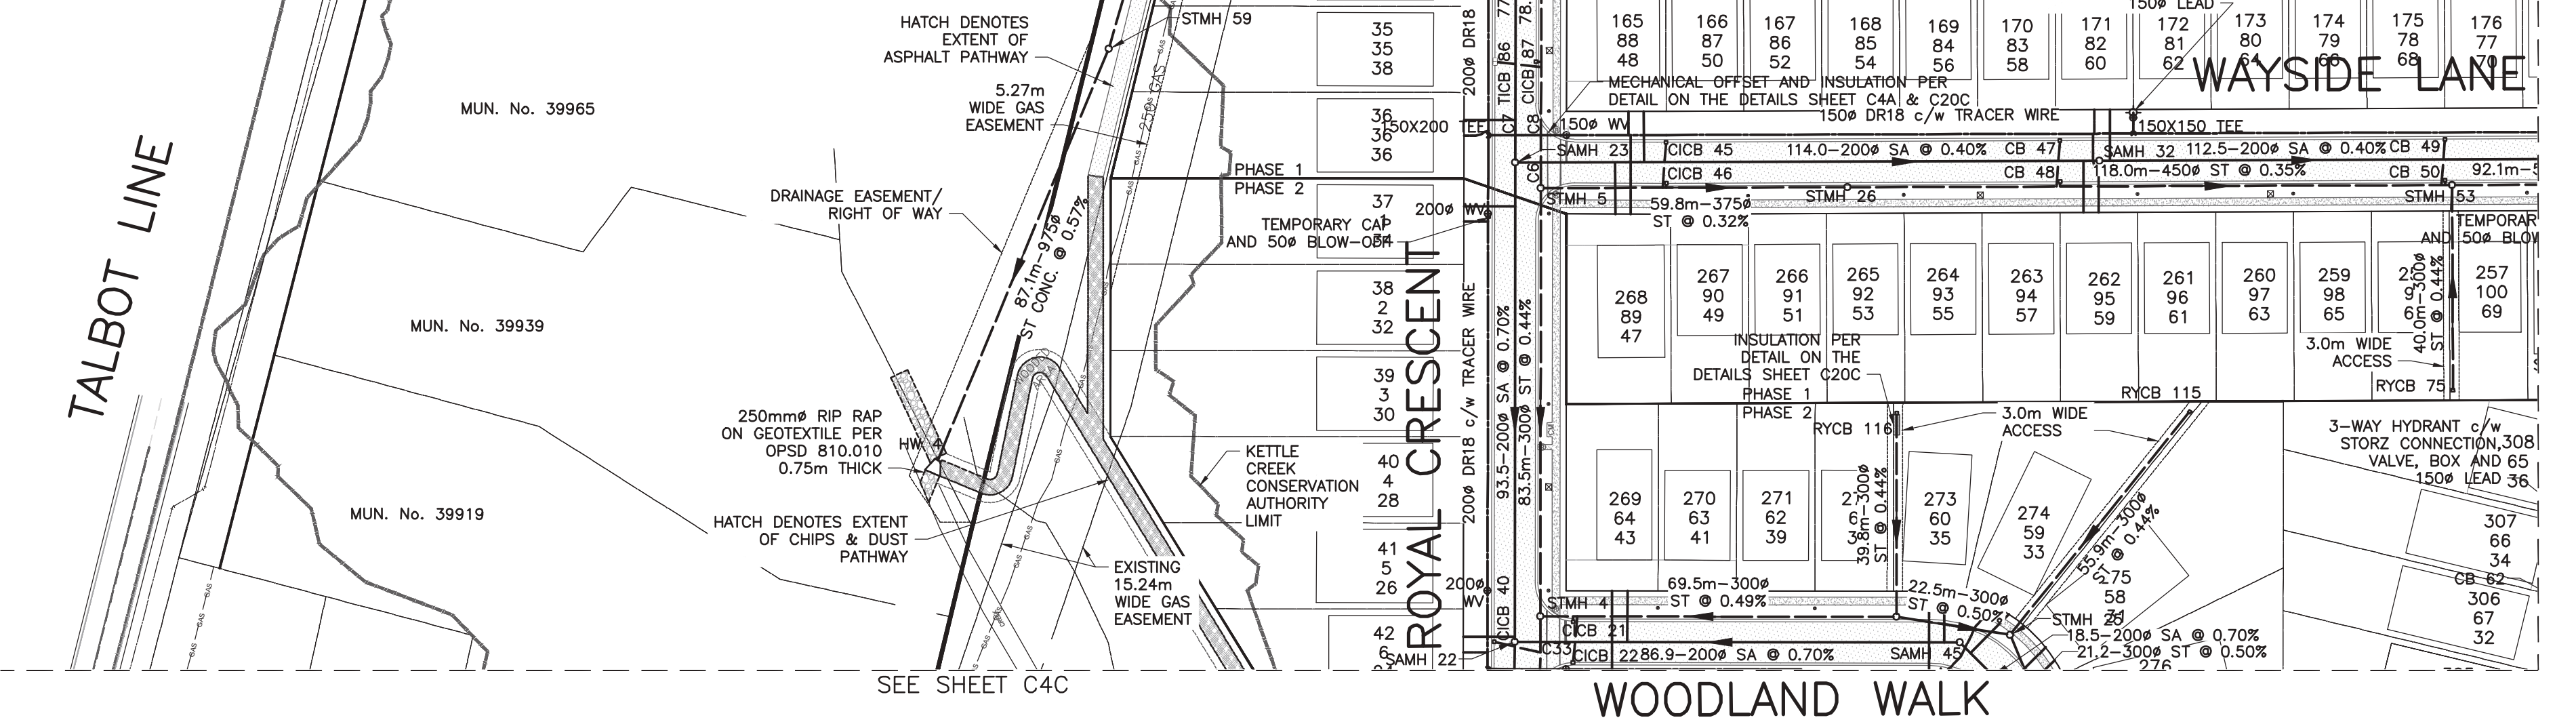 TALBOT LINE
MUN. No. 39965
MUN. No. 39939
MUN. No. 39919
HATCH DENOTES
EXTENT OF
ASPHALT PATHWAY
5.27m
WIDE GAS
EASEMENT
STMH 59
250 GAS
DRAINAGE EASEMENT/
RIGHT OF WAY
87.1m-975ø
ST CONC. @ 0.57%
250mmø RIP RAP
ON GEOTEXTILE PER
OPSD 810.010
0.75m THICK
HW 4
HATCH DENOTES EXTENT
OF CHIPS & DUST
PATHWAY
EXISTING
15.24m
WIDE GAS
EASEMENT
KETTLE
CREEK
CONSERVATION
AUTHORITY
LIMIT
SEE SHEET C4C
35
35
38
36
36
36
150X200 TEE
PHASE 1
PHASE 2
37
1
34
TEMPORARY CAP
AND 50ø BLOW-OFF
38
2
32
39
3
30
40
4
28
41
5
26
42
6
ROYAL CRESCENT
200ø DR18
TICB 86
CICB 87
C7
C8
C6
200ø WV
200ø DR18 c/w TRACER WIRE
93.5-200ø SA @ 0.70%
83.5m-300ø ST @ 0.44%
200ø
WV
CICB 40
SAMH 22
165
88
48
166
87
50
167
86
52
168
85
54
169
84
56
170
83
58
171
82
60
172
81
62
173
80
64
174
79
66
175
78
68
176
77
70
150ø LEAD
WAYSIDE LANE
MECHANICAL OFFSET AND INSULATION PER
DETAIL ON THE DETAILS SHEET C4A & C20C
150ø DR18 c/w TRACER WIRE
150ø WV
150X150 TEE
SAMH 23
CICB 45
114.0-200ø SA @ 0.40%
CB 47
SAMH 32
112.5-200ø SA @ 0.40%
CB 49
CICB 46
CB 48
118.0m-450ø ST @ 0.35%
CB 50
92.1m-
STMH 5
59.8m-375ø
ST @ 0.32%
STMH 26
STMH 53
TEMPORAR
AND 50ø BLOW
268
89
47
267
90
49
266
91
51
265
92
53
264
93
55
263
94
57
262
95
59
261
96
61
260
97
63
259
98
65
257
100
69
40.0m-300ø
ST @ 0.44%
3.0m WIDE
ACCESS
RYCB 75
INSULATION PER
DETAIL ON THE
DETAILS SHEET C20C
PHASE 1
PHASE 2
RYCB 116
3.0m WIDE
ACCESS
RYCB 115
269
64
43
270
63
41
271
62
39
39.8m-300ø
ST @ 0.44%
273
60
35
274
59
33
55.9m-300ø
ST @ 0.44%
275
58
31
3-WAY HYDRANT c/w
STORZ CONNECTION,
VALVE, BOX AND
150ø LEAD
308
65
36
307
66
34
CB 62
306
67
32
STMH 4
69.5m-300ø
ST @ 0.49%
22.5m-300ø
ST @ 0.50%
STMH 25
CICB 21
C33
CICB 22
86.9-200ø SA @ 0.70%
SAMH 45
18.5-200ø SA @ 0.70%
21.2-300ø ST @ 0.50%
276
WOODLAND WALK